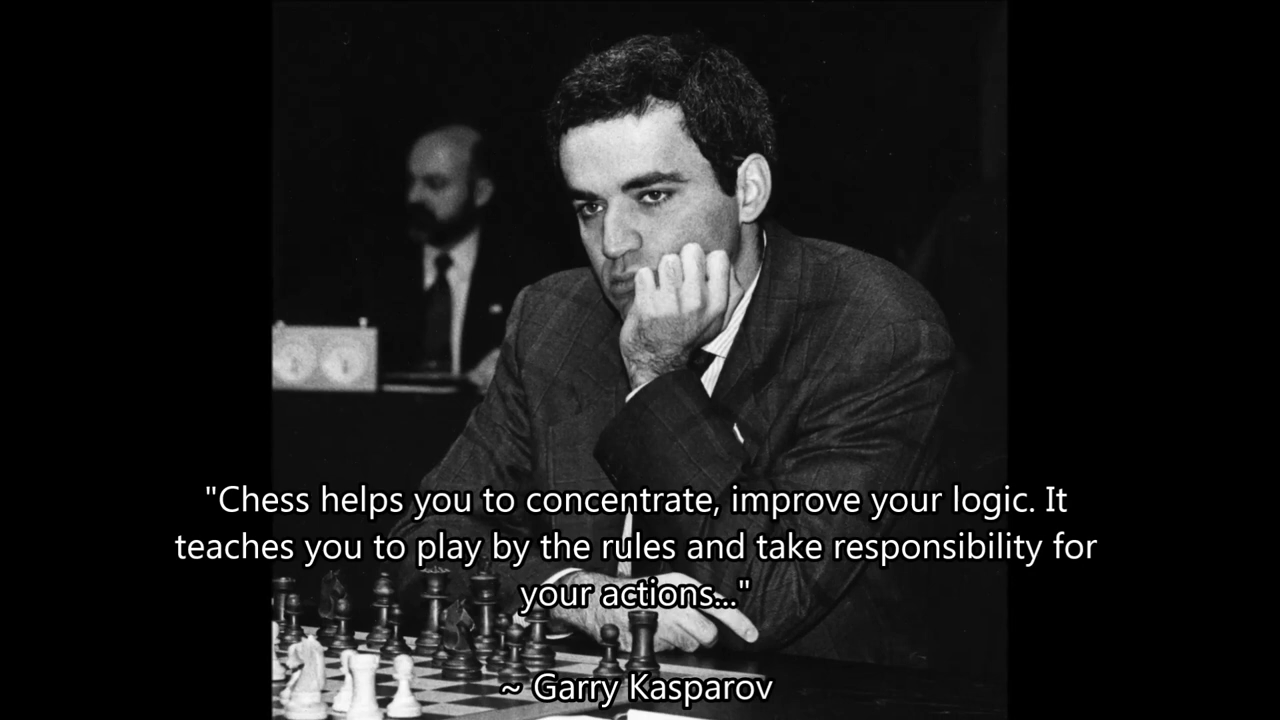 "Chess helps you to concentrate, improve your logic. It
teaches you to play by the rules and take responsibility for
your actions..."
~ Garry Kasparov